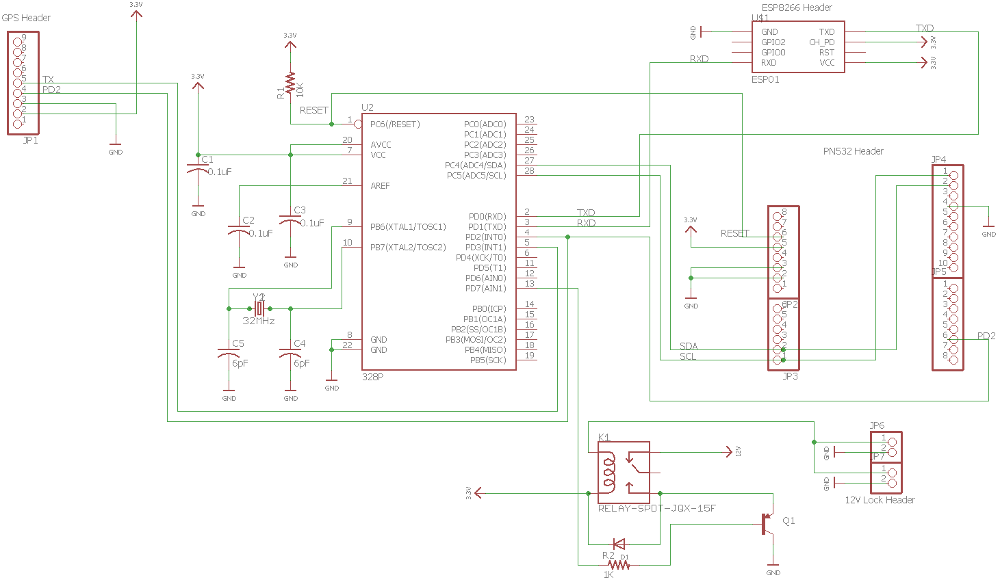 GPS Header
9
8
7
6
5
4
3
2
1
TX
PD2
JP1
3.3V
GND
3.3V
R1
10K
RESET
3.3V
C1
0.1uF
GND
C2
0.1uF
GND
C3
0.1uF
GND
32MHz
C5
6pF
GND
C4
6pF
GND
GND
U2
1 PC6(/RESET)
20 AVCC
7 VCC
21 AREF
9 PB6(XTAL1/TOSC1)
10 PB7(XTAL2/TOSC2)
8 GND
22 GND
PC0(ADC0) 23
PC1(ADC1) 24
PC2(ADC2) 25
PC3(ADC3) 26
PC4(ADC4/SDA) 27
PC5(ADC5/SCL) 28
PD0(RXD) 2
PD1(TXD) 3
PD2(INT0) 4
PD3(INT1) 5
PD4(XCK/T0) 6
PD5(T1) 11
PD6(AIN0) 12
PD7(AIN1) 13
PB0(ICP) 14
PB1(OC1A) 15
PB2(SS/OC1B) 16
PB3(MOSI/OC2) 17
PB4(MISO) 18
PB5(SCK) 19
328P
TXD
RXD
ESP8266 Header
U$1
GND
GPIO2
GPIO0
RXD
TXD
CH_PD
RST
VCC
ESP01
GND
RXD
TXD
3.3V
3.3V
PN532 Header
3.3V
GND
RESET
8
7
6
5
4
3
2
1
JP2
6
5
4
3
2
1
JP3
SDA
SCL
JP4
1
2
3
4
5
6
7
8
9
10
JP5
1
2
3
4
5
6
7
8
GND
PD2
K1
RELAY-SPDT-JQX-15F
12V
3.3V
D1
R2
1K
Q1
GND
JP6
1
2
JP7
1
2
GND
GND
12V Lock Header